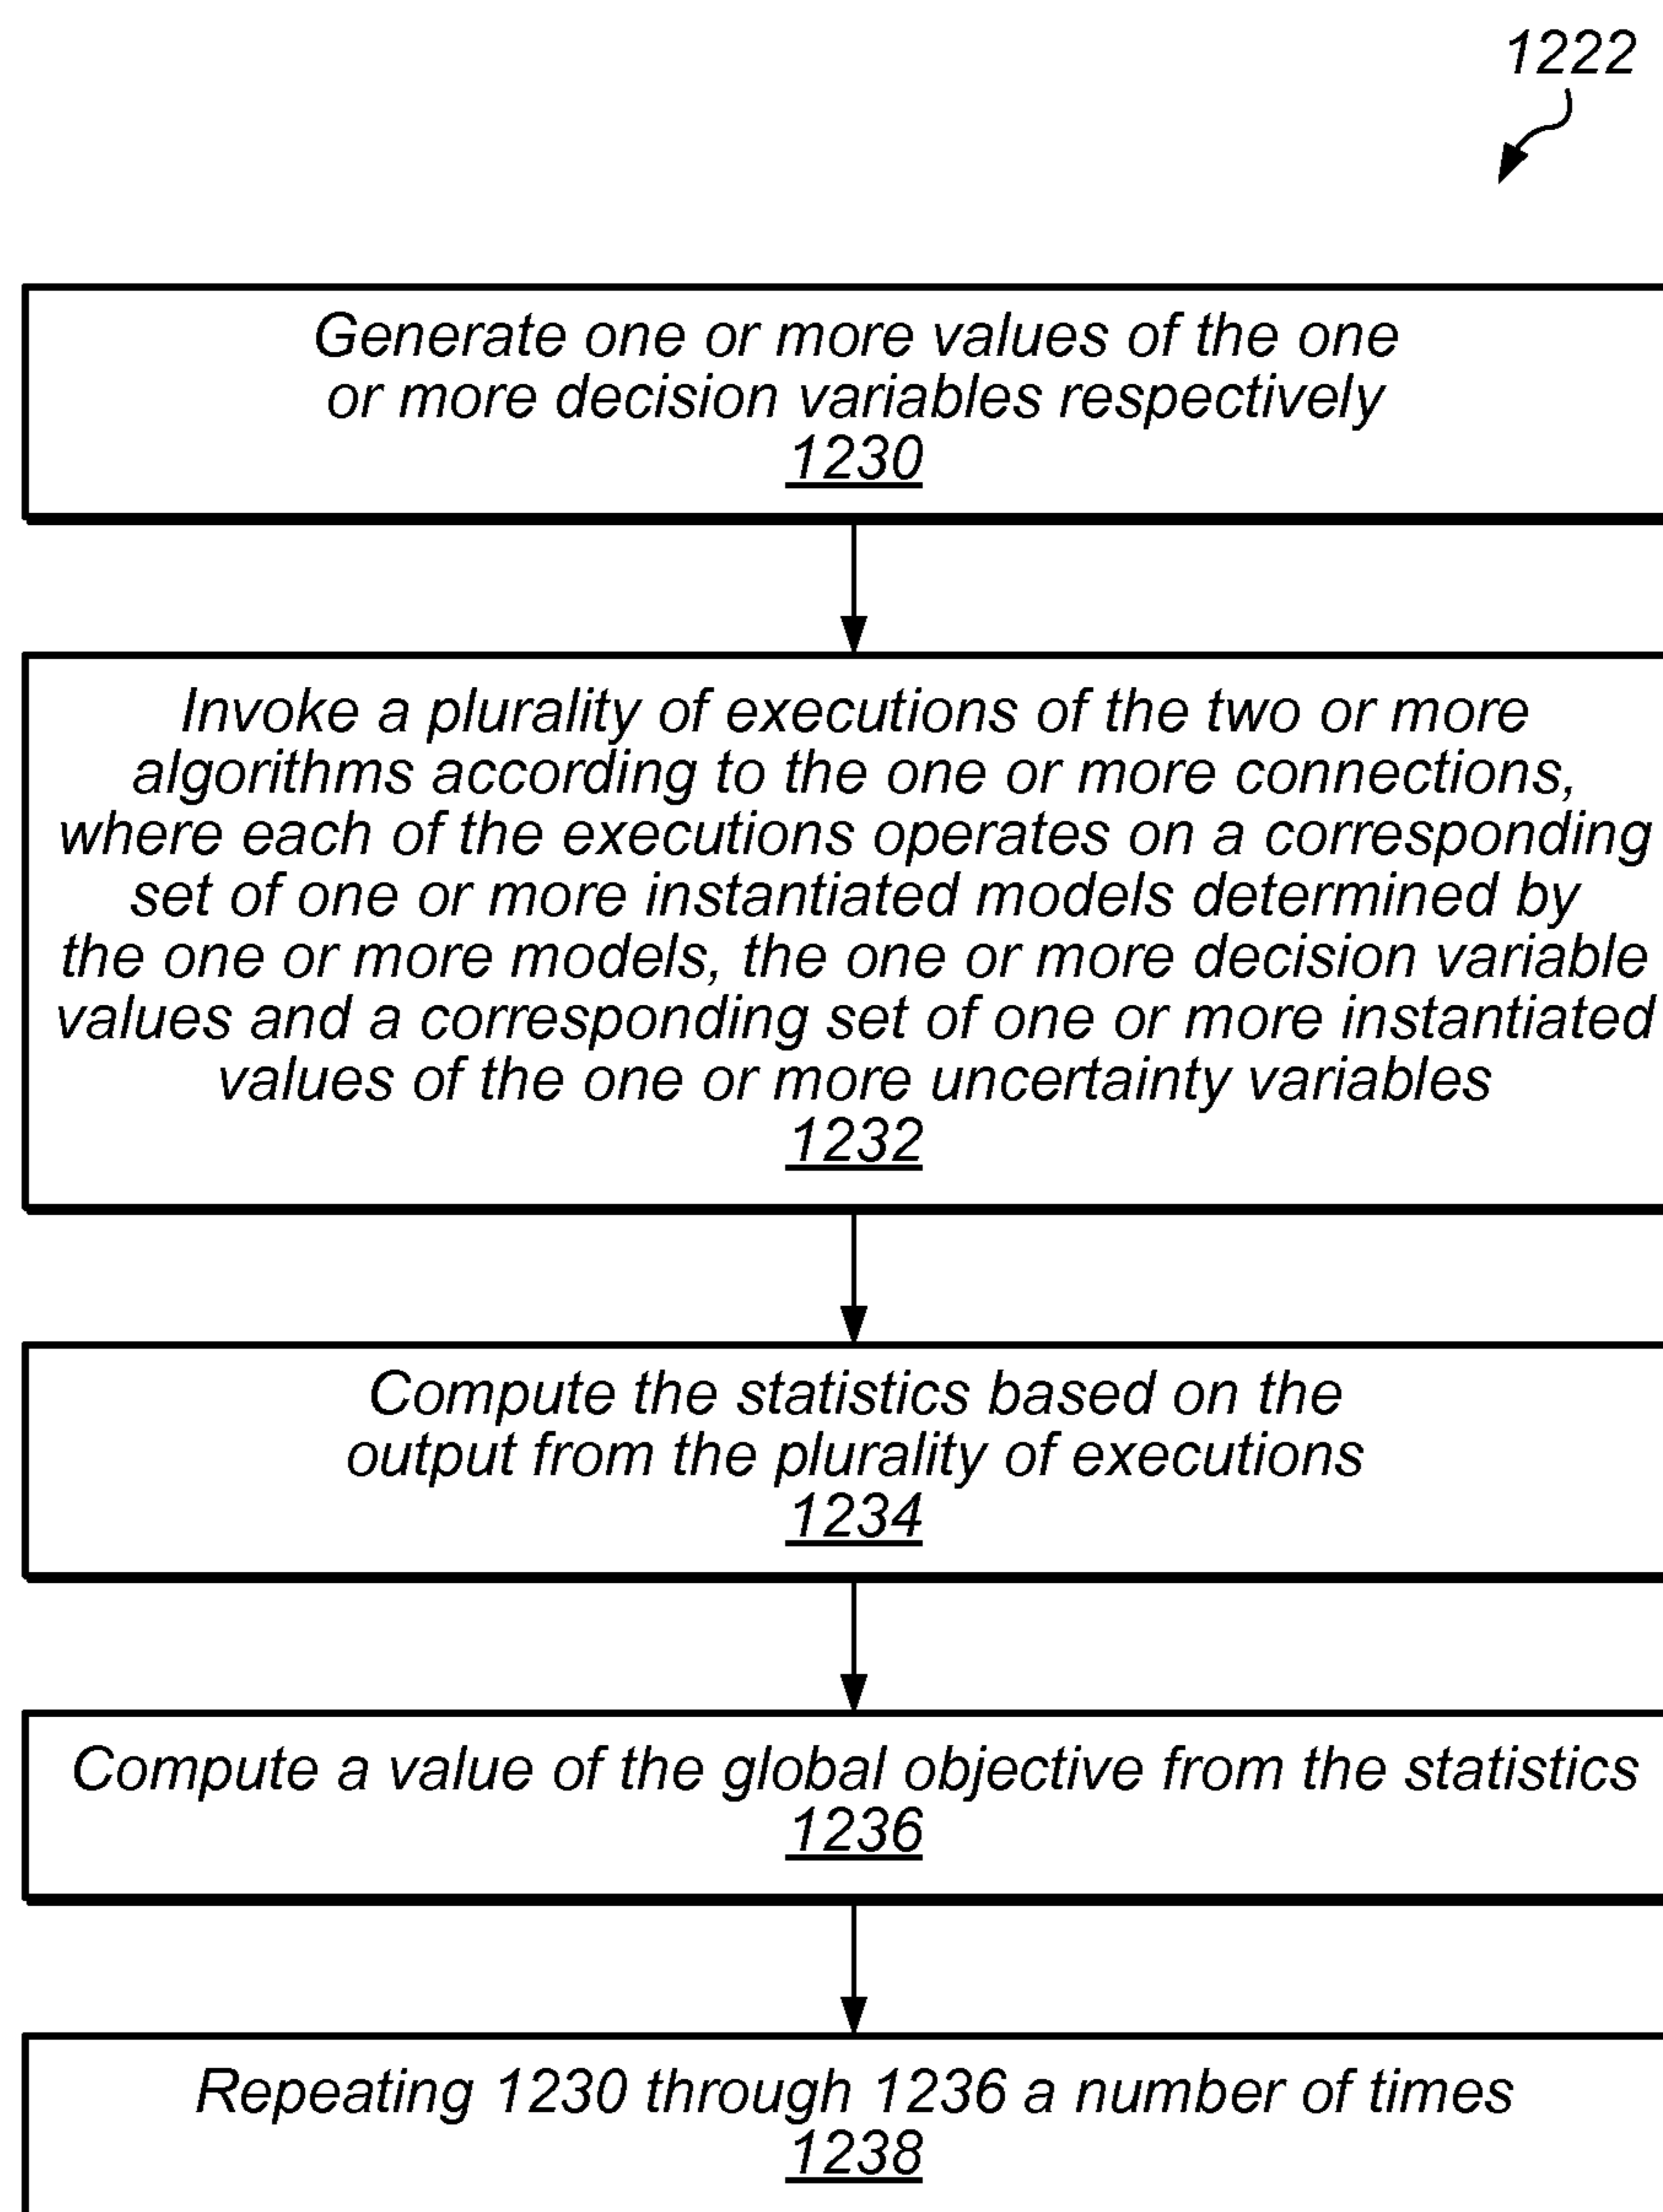 1222
Generate one or more values of the one
or more decision variables respectively
1230
Invoke a plurality of executions of the two or more
algorithms according to the one or more connections,
where each of the executions operates on a corresponding
set of one or more instantiated models determined by
the one or more models, the one or more decision variable
values and a corresponding set of one or more instantiated
values of the one or more uncertainty variables
1232
Compute the statistics based on the
output from the plurality of executions
1234
Compute a value of the global objective from the statistics
1236
Repeating 1230 through 1236 a number of times
1238